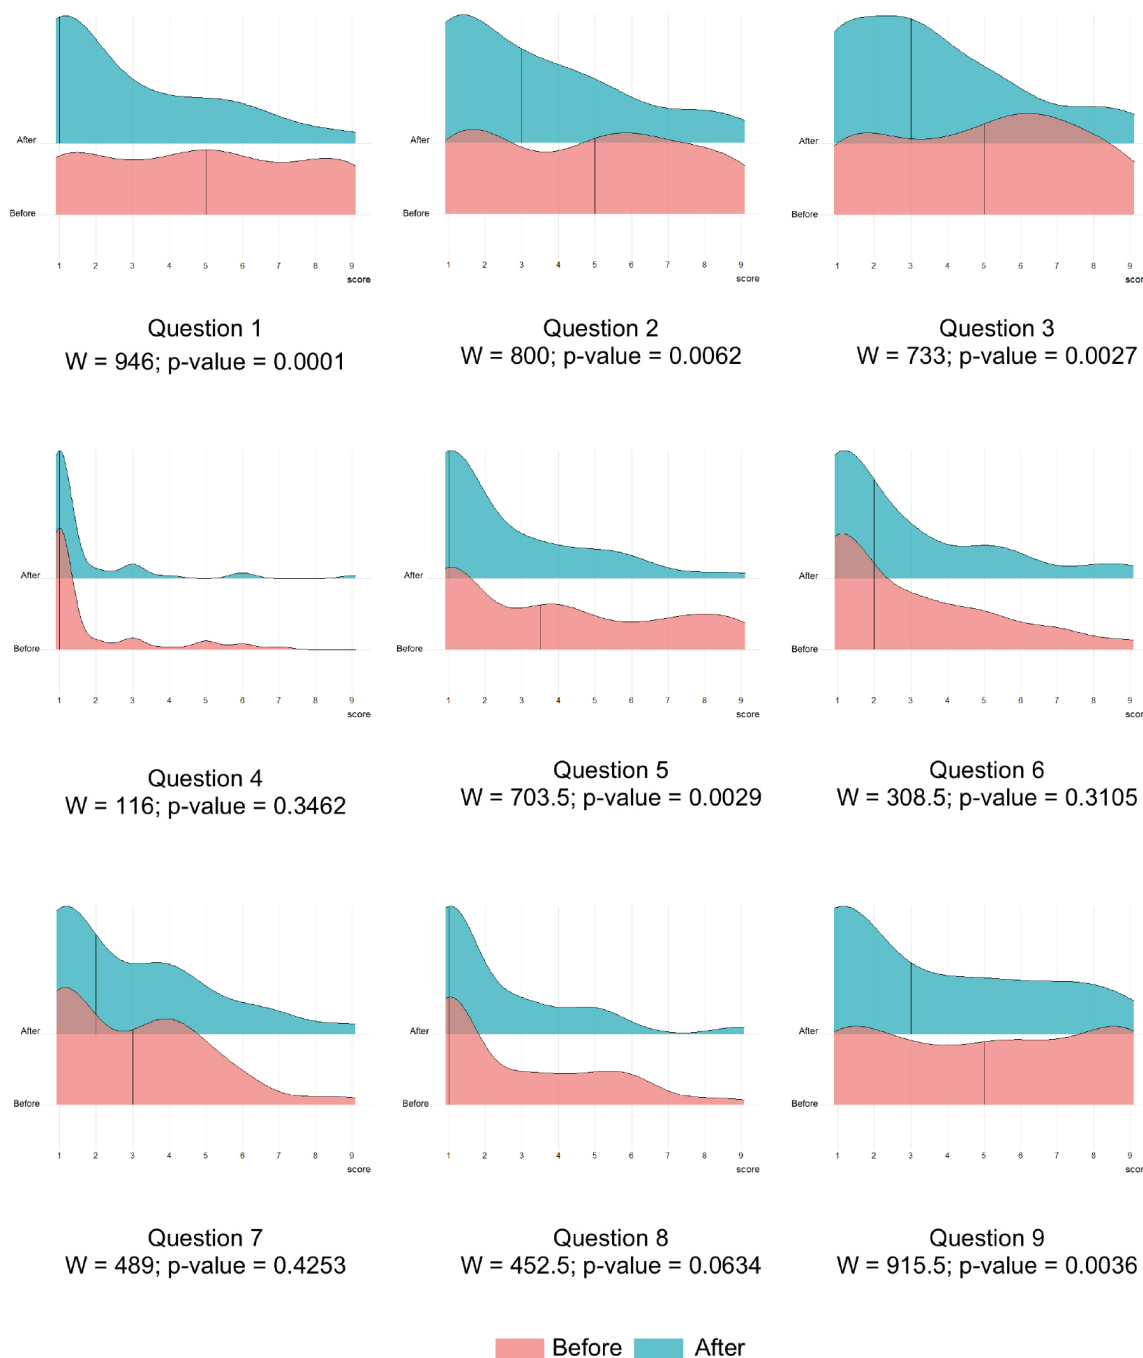 After After After
Before Before Before
1 2 3 4 5 6 7 8 9 1 2 3 4 5 6 7 8 9 1 2 3 4 5 6 7 8 9
score score scor
Question 1 Question 2 Question 3
W = 946; p-value = 0.0001 W = 800; p-value = 0.0062 W = 733; p-value = 0.0027
After After After
Before Before Before
1 2 3 4 5 6 7 8 9 1 2 3 4 5 6 7 8 9 1 2 3 4 5 6 7 8 9
score score scor
Question 4 Question 5 Question 6
W = 116; p-value = 0.3462 W = 703.5; p-value = 0.0029 W = 308.5; p-value = 0.3105
After After After
Before Before Before
1 2 3 4 5 6 7 8 9 1 2 3 4 5 6 7 8 9 1 2 3 4 5 6 7 8 9
score score scor
Question 7 Question 8 Question 9
W = 489; p-value = 0.4253 W = 452.5; p-value = 0.0634 W = 915.5; p-value = 0.0036
Before After